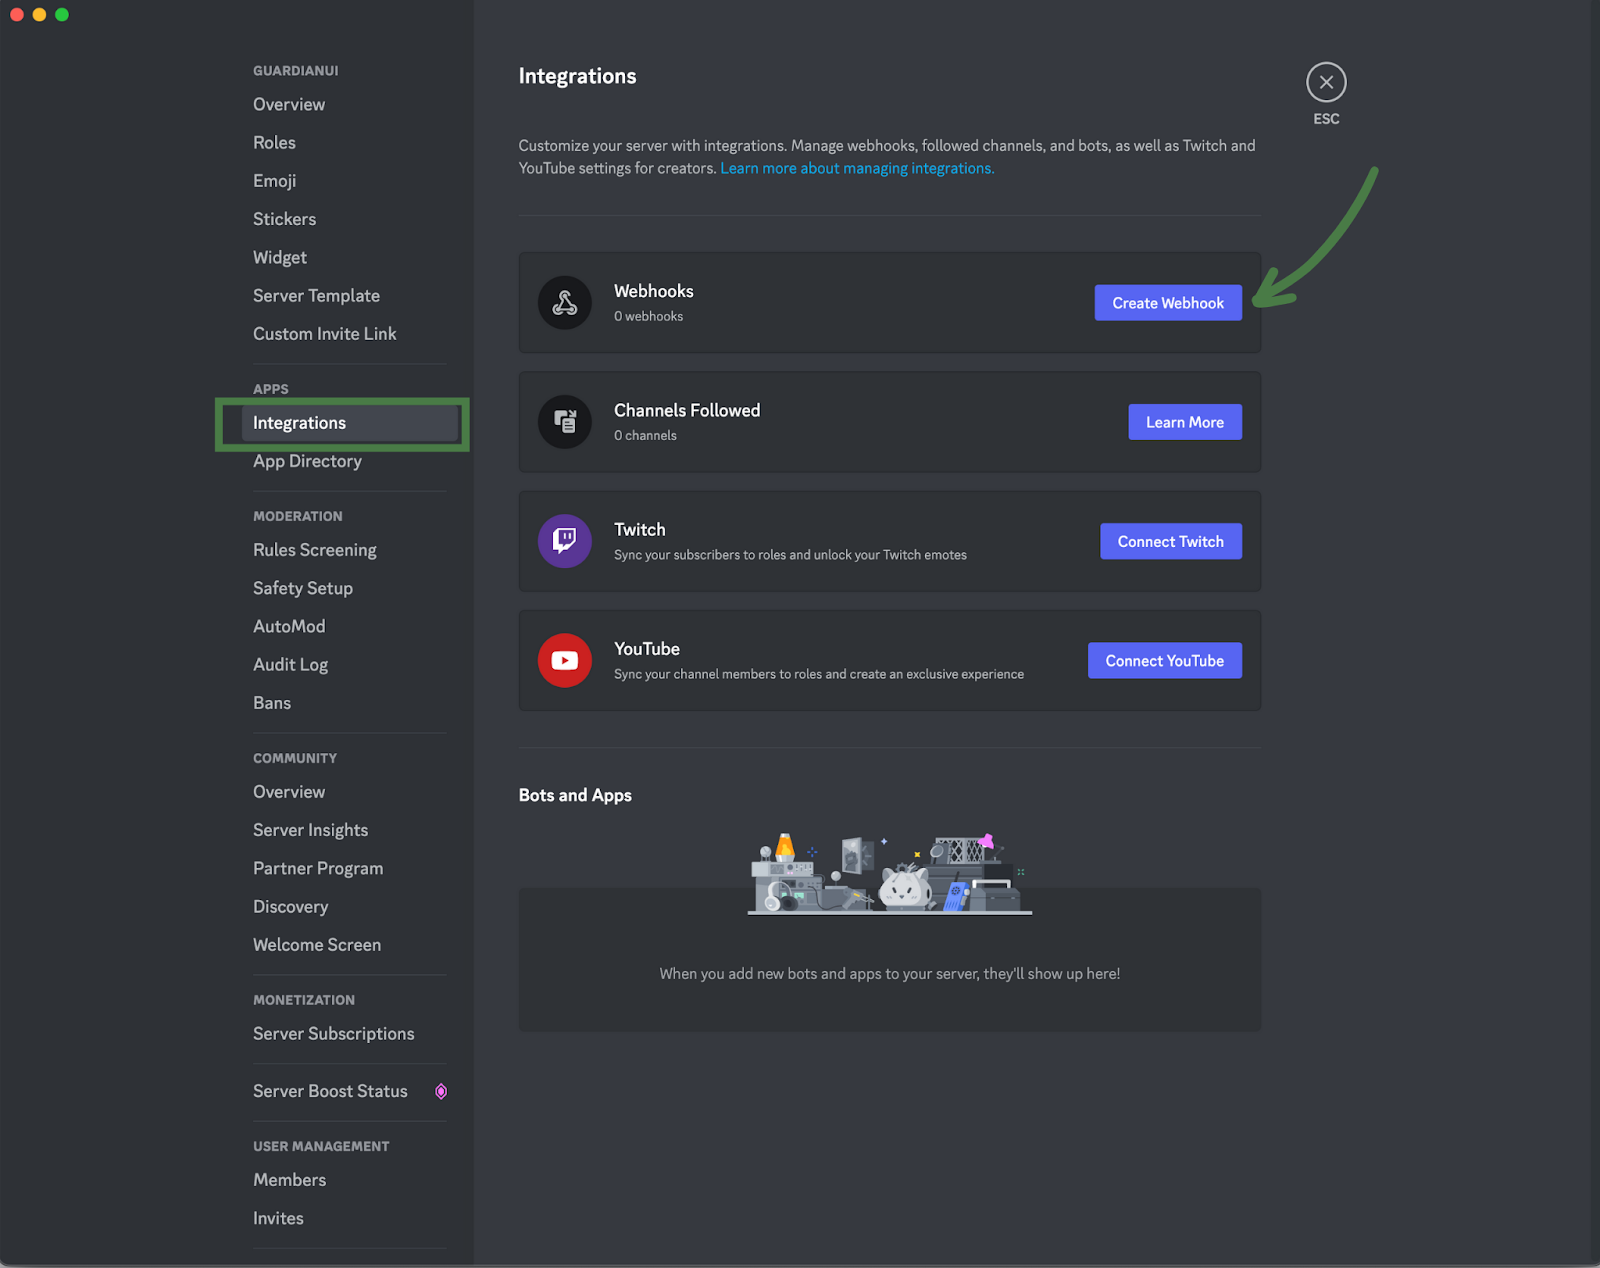 GUARDIANUI
Overview
Roles
Emoji
Stickers
Widget
Server Template
Custom Invite Link
APPS
Integrations
App Directory
MODERATION
Rules Screening
Safety Setup
AutoMod
Audit Log
Bans
COMMUNITY
Overview
Server Insights
Partner Program
Discovery
Welcome Screen
MONETIZATION
Server Subscriptions
Server Boost Status
USER MANAGEMENT
Members
Invites
Integrations
ESC
Customize your server with integrations. Manage webhooks, followed channels, and bots, as well as Twitch and
YouTube settings for creators. Learn more about managing integrations.
Webhooks
0 webhooks
Create Webhook
Channels Followed
0 channels
Learn More
Twitch
Sync your subscribers to roles and unlock your Twitch emotes
Connect Twitch
YouTube
Sync your channel members to roles and create an exclusive experience
Connect YouTube
Bots and Apps
When you add new bots and apps to your server, they'll show up here!